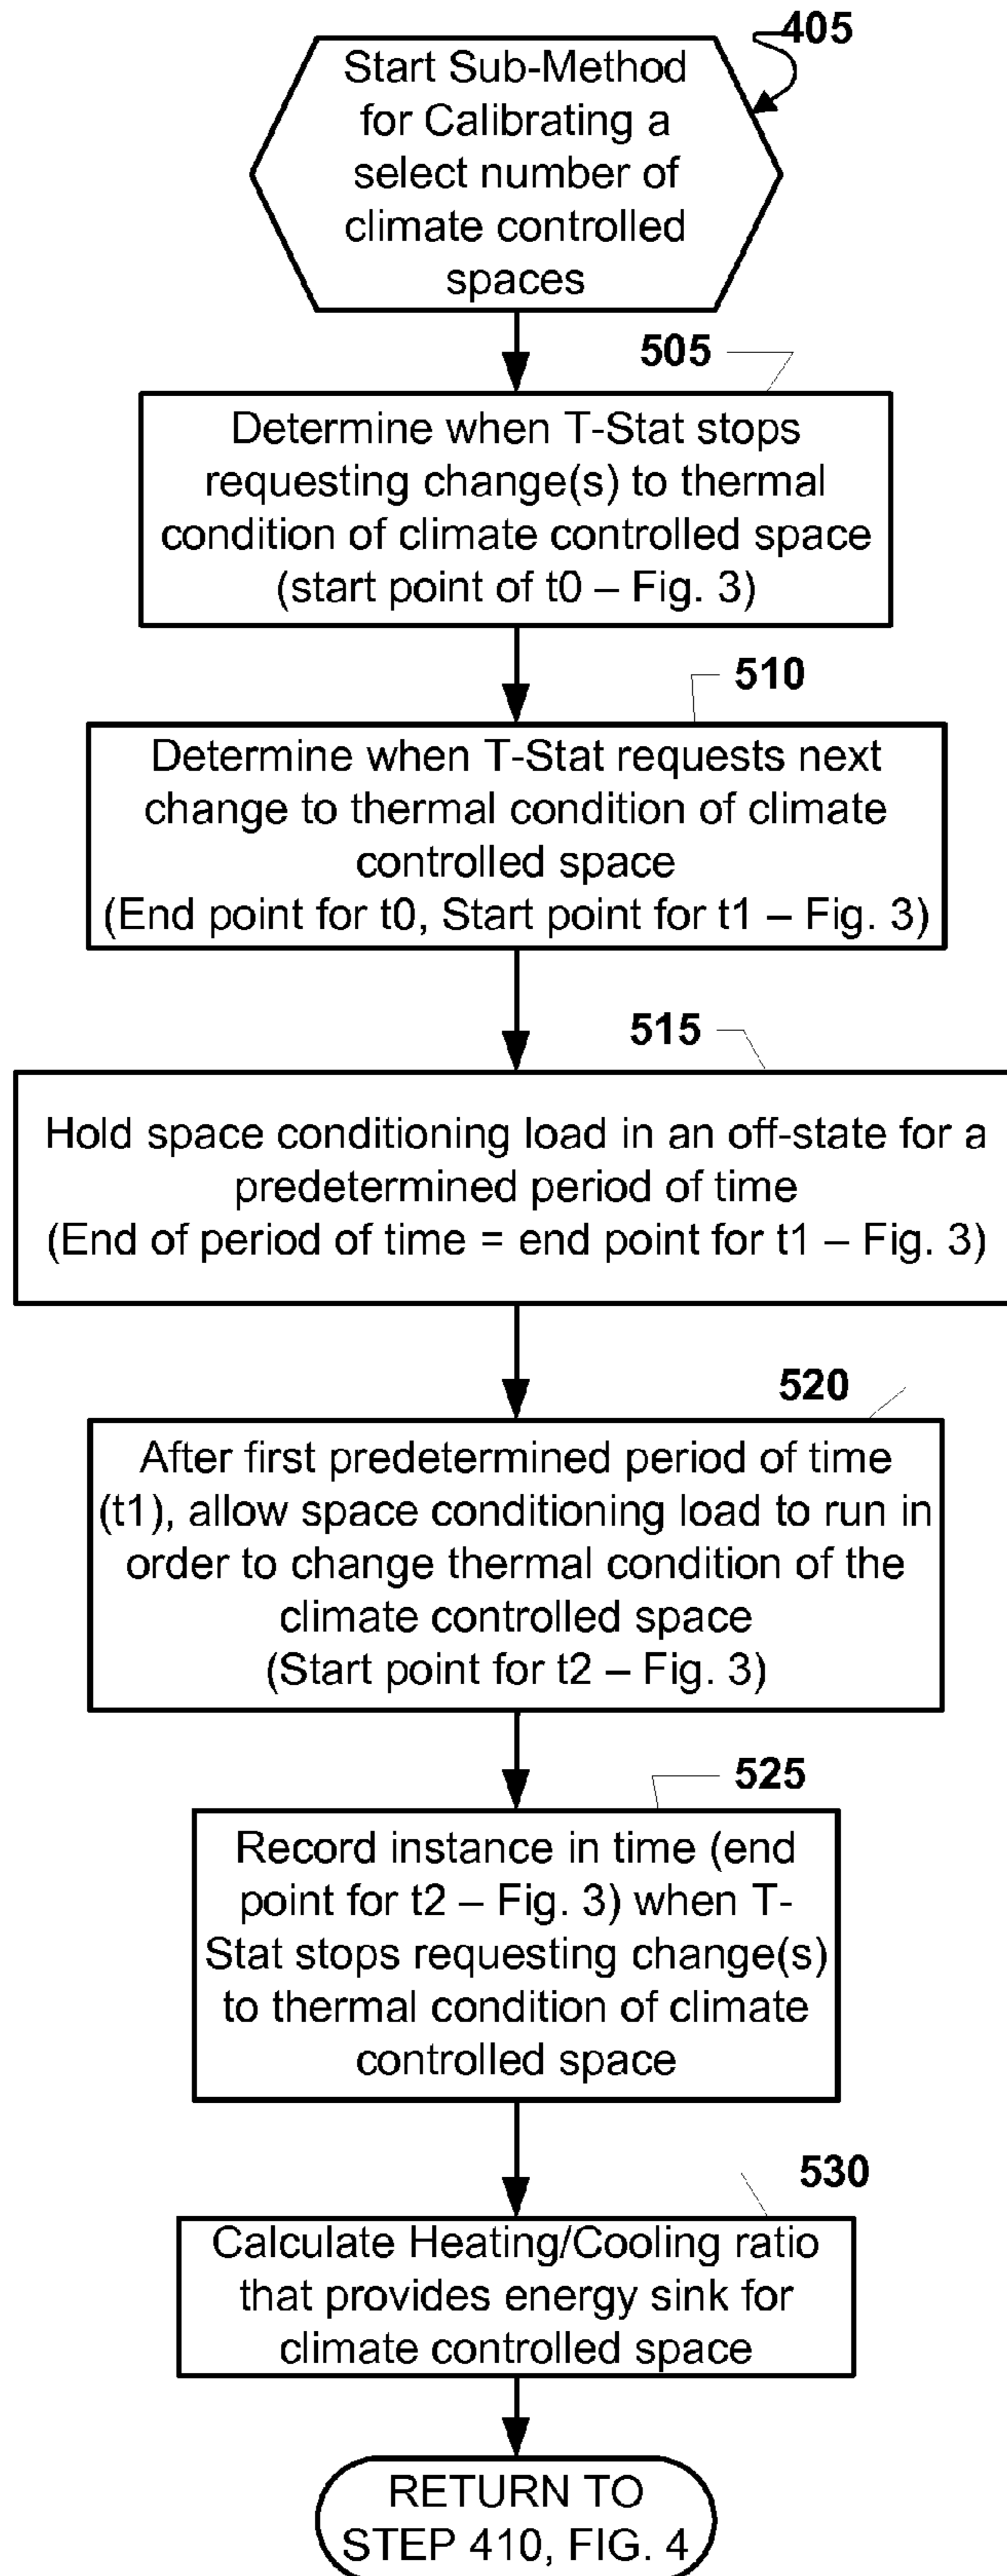 405
Start Sub-Method
for Calibrating a
select number of
climate controlled
spaces
505
Determine when T-Stat stops
requesting change(s) to thermal
condition of climate controlled space
(start point of t0 – Fig. 3)
510
Determine when T-Stat requests next
change to thermal condition of climate
controlled space
(End point for t0, Start point for t1 – Fig. 3)
515
Hold space conditioning load in an off-state for a
predetermined period of time
(End of period of time = end point for t1 – Fig. 3)
520
After first predetermined period of time
(t1), allow space conditioning load to run in
order to change thermal condition of the
climate controlled space
(Start point for t2 – Fig. 3)
525
Record instance in time (end
point for t2 – Fig. 3) when T-
Stat stops requesting change(s)
to thermal condition of climate
controlled space
530
Calculate Heating/Cooling ratio
that provides energy sink for
climate controlled space
RETURN TO
STEP 410, FIG. 4